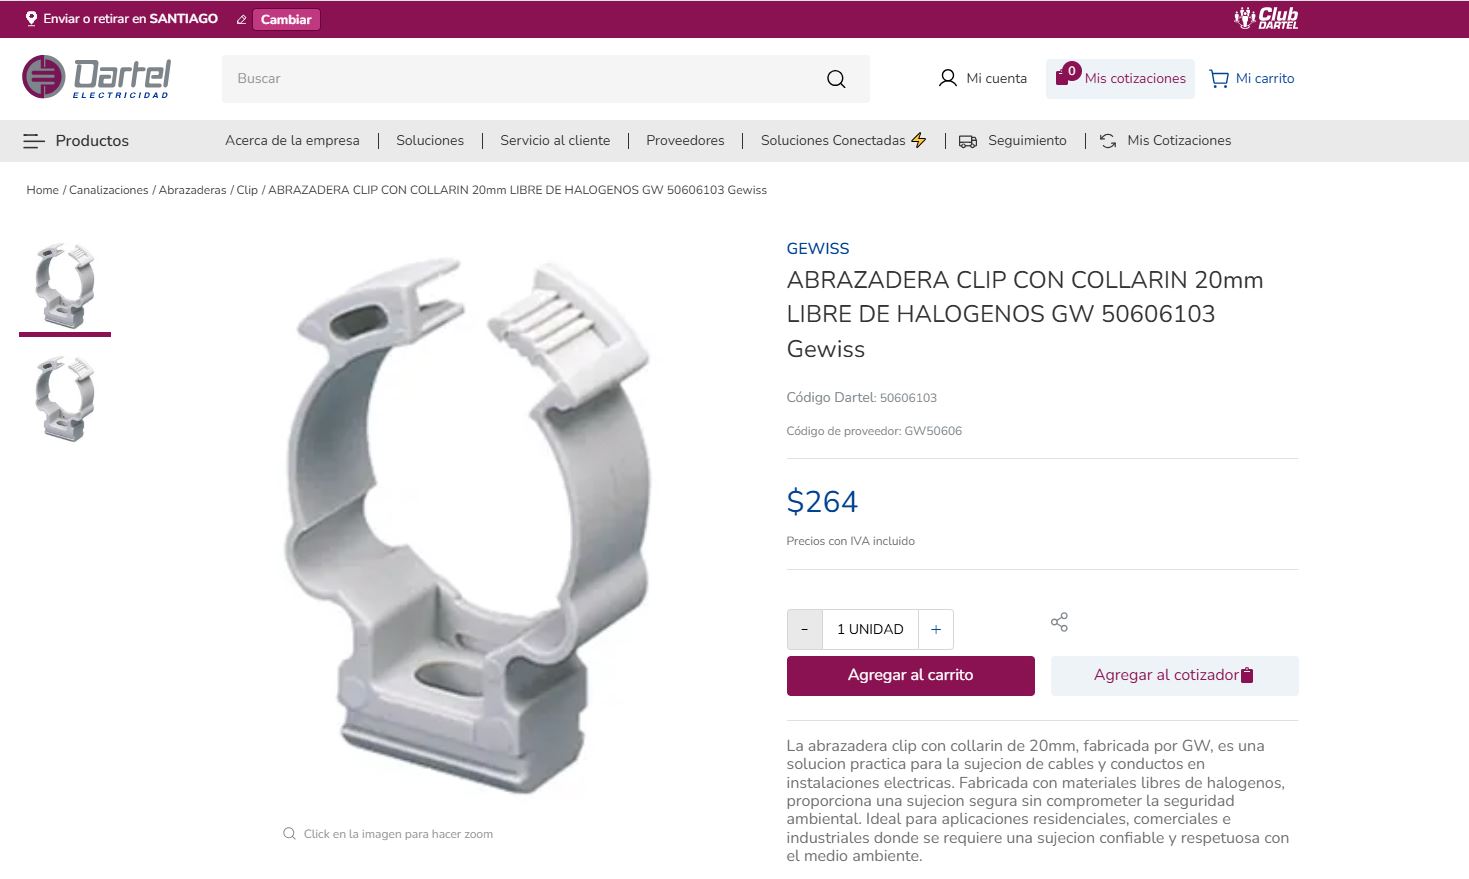 Enviar o retirar en SANTIAGO
Cambiar
Club
DARTEL
Dartel
ELECTRICIDAD
Buscar
Mi cuenta
0
Mis cotizaciones
Mi carrito
Productos
Acerca de la empresa
Soluciones
Servicio al cliente
Proveedores
Soluciones Conectadas⚡
Seguimiento
Mis Cotizaciones
Home / Canalizaciones / Abrazaderas / Clip / ABRAZADERA CLIP CON COLLARIN 20mm LIBRE DE HALOGENOS GW 50606103 Gewiss
GEWISS
ABRAZADERA CLIP CON COLLARIN 20mm
LIBRE DE HALOGENOS GW 50606103
Gewiss
Código Dartel: 50606103
Código de proveedor: GW50606
$264
Precios con IVA incluido
- 1 UNIDAD +
Agregar al carrito
Agregar al cotizador
La abrazadera clip con collarin de 20mm, fabricada por GW, es una
solucion practica para la sujecion de cables y conductos en
instalaciones electricas. Fabricada con materiales libres de halogenos,
proporciona una sujecion segura sin comprometer la seguridad
ambiental. Ideal para aplicaciones residenciales, comerciales e
industriales donde se requiere una sujecion confiable y respetuosa con
el medio ambiente.
Click en la imagen para hacer zoom